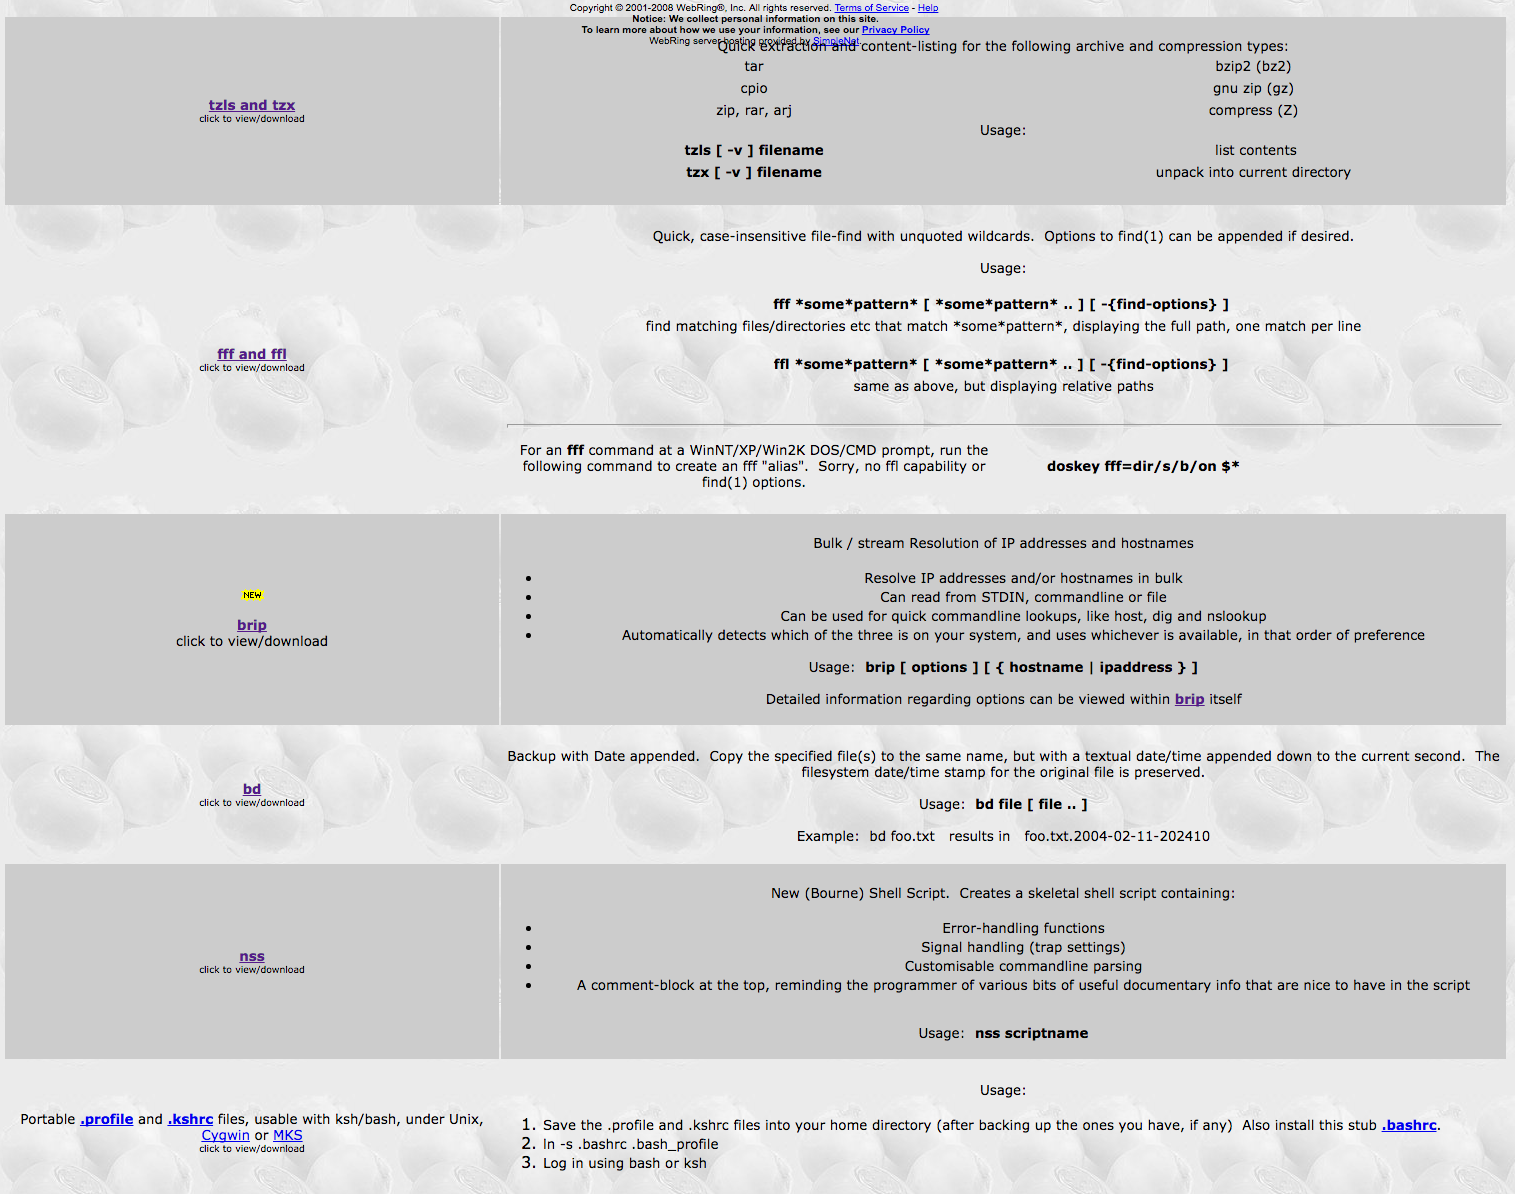 Copyright © 2001-2008 WebRing®, Inc. All rights reserved. Terms of Service - Help
Notice: We collect personal information on this site.
To learn more about how we use your information, see our Privacy Policy
WebRing server hosting provided by SimpleNet.
tzls and tzx
click to view/download
Quick extraction and content-listing for the following archive and compression types:
tar bzip2 (bz2)
cpio gnu zip (gz)
zip, rar, arj compress (Z)
Usage:
tzls [ -v ] filename list contents
tzx [ -v ] filename unpack into current directory
fff and ffl
click to view/download
Quick, case-insensitive file-find with unquoted wildcards.  Options to find(1) can be appended if desired.
Usage:
fff *some*pattern* [ *some*pattern* .. ] [ -{find-options} ]
find matching files/directories etc that match *some*pattern*, displaying the full path, one match per line
ffl *some*pattern* [ *some*pattern* .. ] [ -{find-options} ]
same as above, but displaying relative paths
For an fff command at a WinNT/XP/Win2K DOS/CMD prompt, run the
following command to create an fff "alias".  Sorry, no ffl capability or
find(1) options.
doskey fff=dir/s/b/on $*
NEW
brip
click to view/download
Bulk / stream Resolution of IP addresses and hostnames
• Resolve IP addresses and/or hostnames in bulk
• Can read from STDIN, commandline or file
• Can be used for quick commandline lookups, like host, dig and nslookup
• Automatically detects which of the three is on your system, and uses whichever is available, in that order of preference
Usage:  brip [ options ] [ { hostname | ipaddress } ]
Detailed information regarding options can be viewed within brip itself
bd
click to view/download
Backup with Date appended.  Copy the specified file(s) to the same name, but with a textual date/time appended down to the current second.  The
filesystem date/time stamp for the original file is preserved.
Usage:  bd file [ file .. ]
Example:  bd foo.txt   results in   foo.txt.2004-02-11-202410
nss
click to view/download
New (Bourne) Shell Script.  Creates a skeletal shell script containing:
• Error-handling functions
• Signal handling (trap settings)
• Customisable commandline parsing
• A comment-block at the top, reminding the programmer of various bits of useful documentary info that are nice to have in the script
Usage:  nss scriptname
Portable .profile and .kshrc files, usable with ksh/bash, under Unix,
Cygwin or MKS
click to view/download
Usage:
1. Save the .profile and .kshrc files into your home directory (after backing up the ones you have, if any)  Also install this stub .bashrc.
2. ln -s .bashrc .bash_profile
3. Log in using bash or ksh